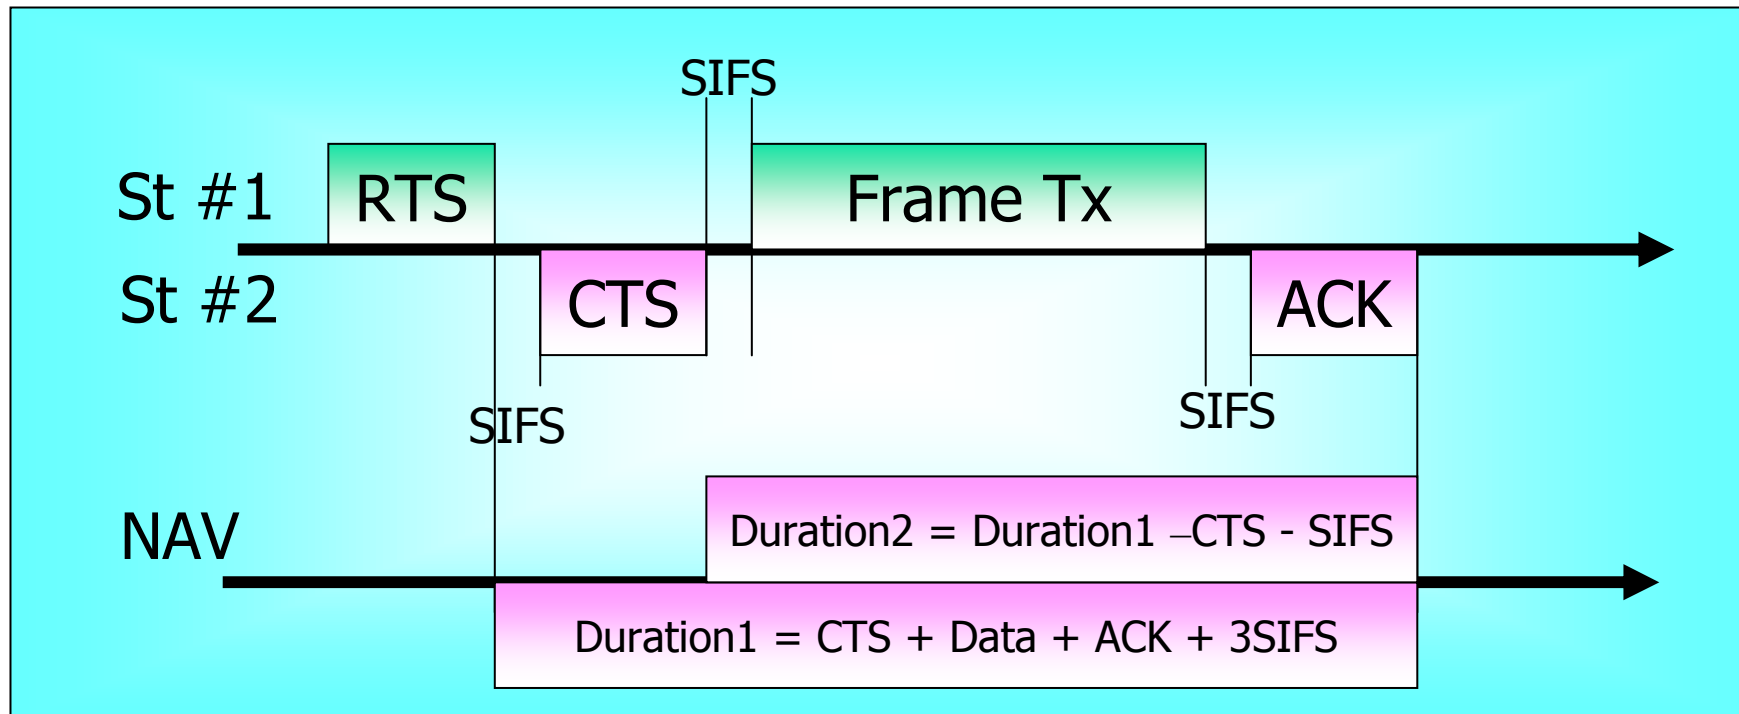 SIFS
St #1
RTS
Frame Tx
St #2
CTS
ACK
SIFS
SIFS
NAV
Duration2 = Duration1 –CTS - SIFS
Duration1 = CTS + Data + ACK + 3SIFS